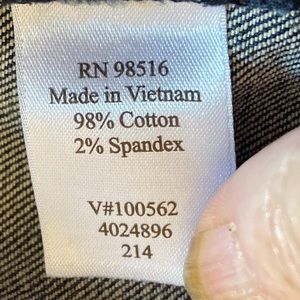 RN 98516
Made in Vietnam
98% Cotton
2% Spandex
V#100562
4024896
214